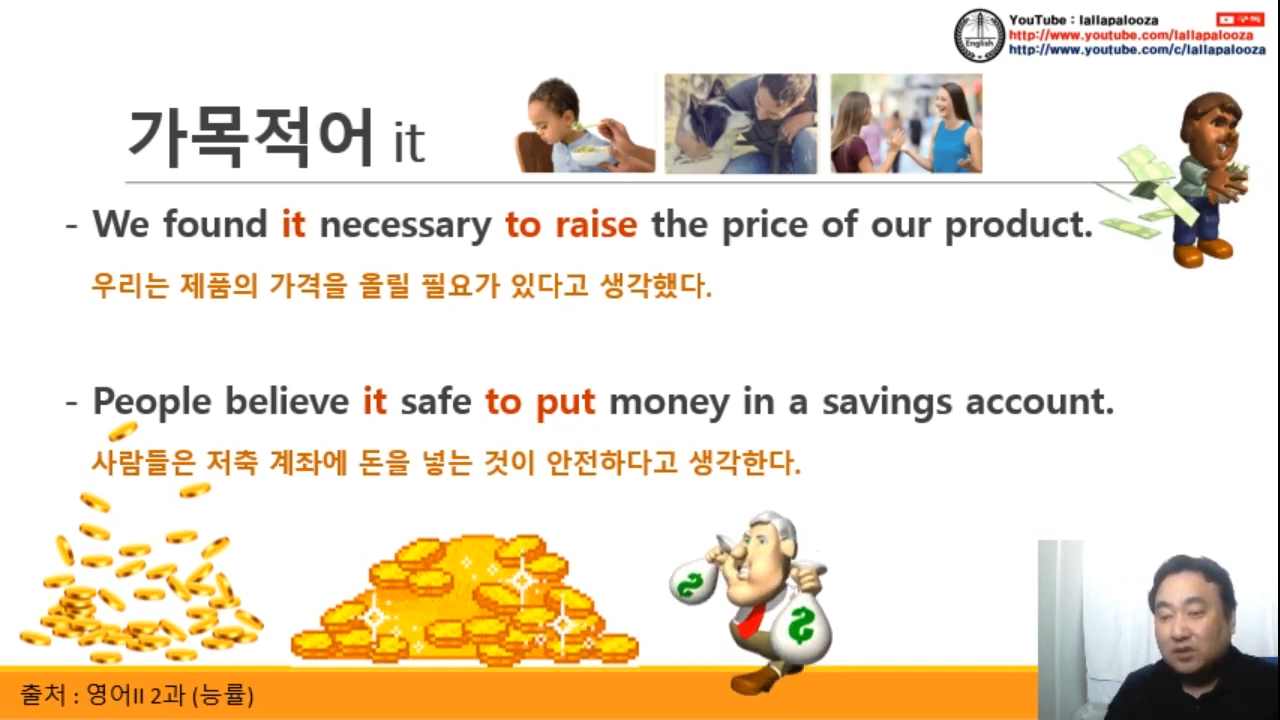 YouTube : lallapalooza
구독
http://www.youtube.com/lallapalooza
http://www.youtube.com/c/lallapalooza
English
가목적어 it
- We found it necessary to raise the price of our product.
우리는 제품의 가격을 올릴 필요가 있다고 생각했다.
- People believe it safe to put money in a savings account.
사람들은 저축 계좌에 돈을 넣는 것이 안전하다고 생각한다.
출처 : 영어II 2과 (능률)